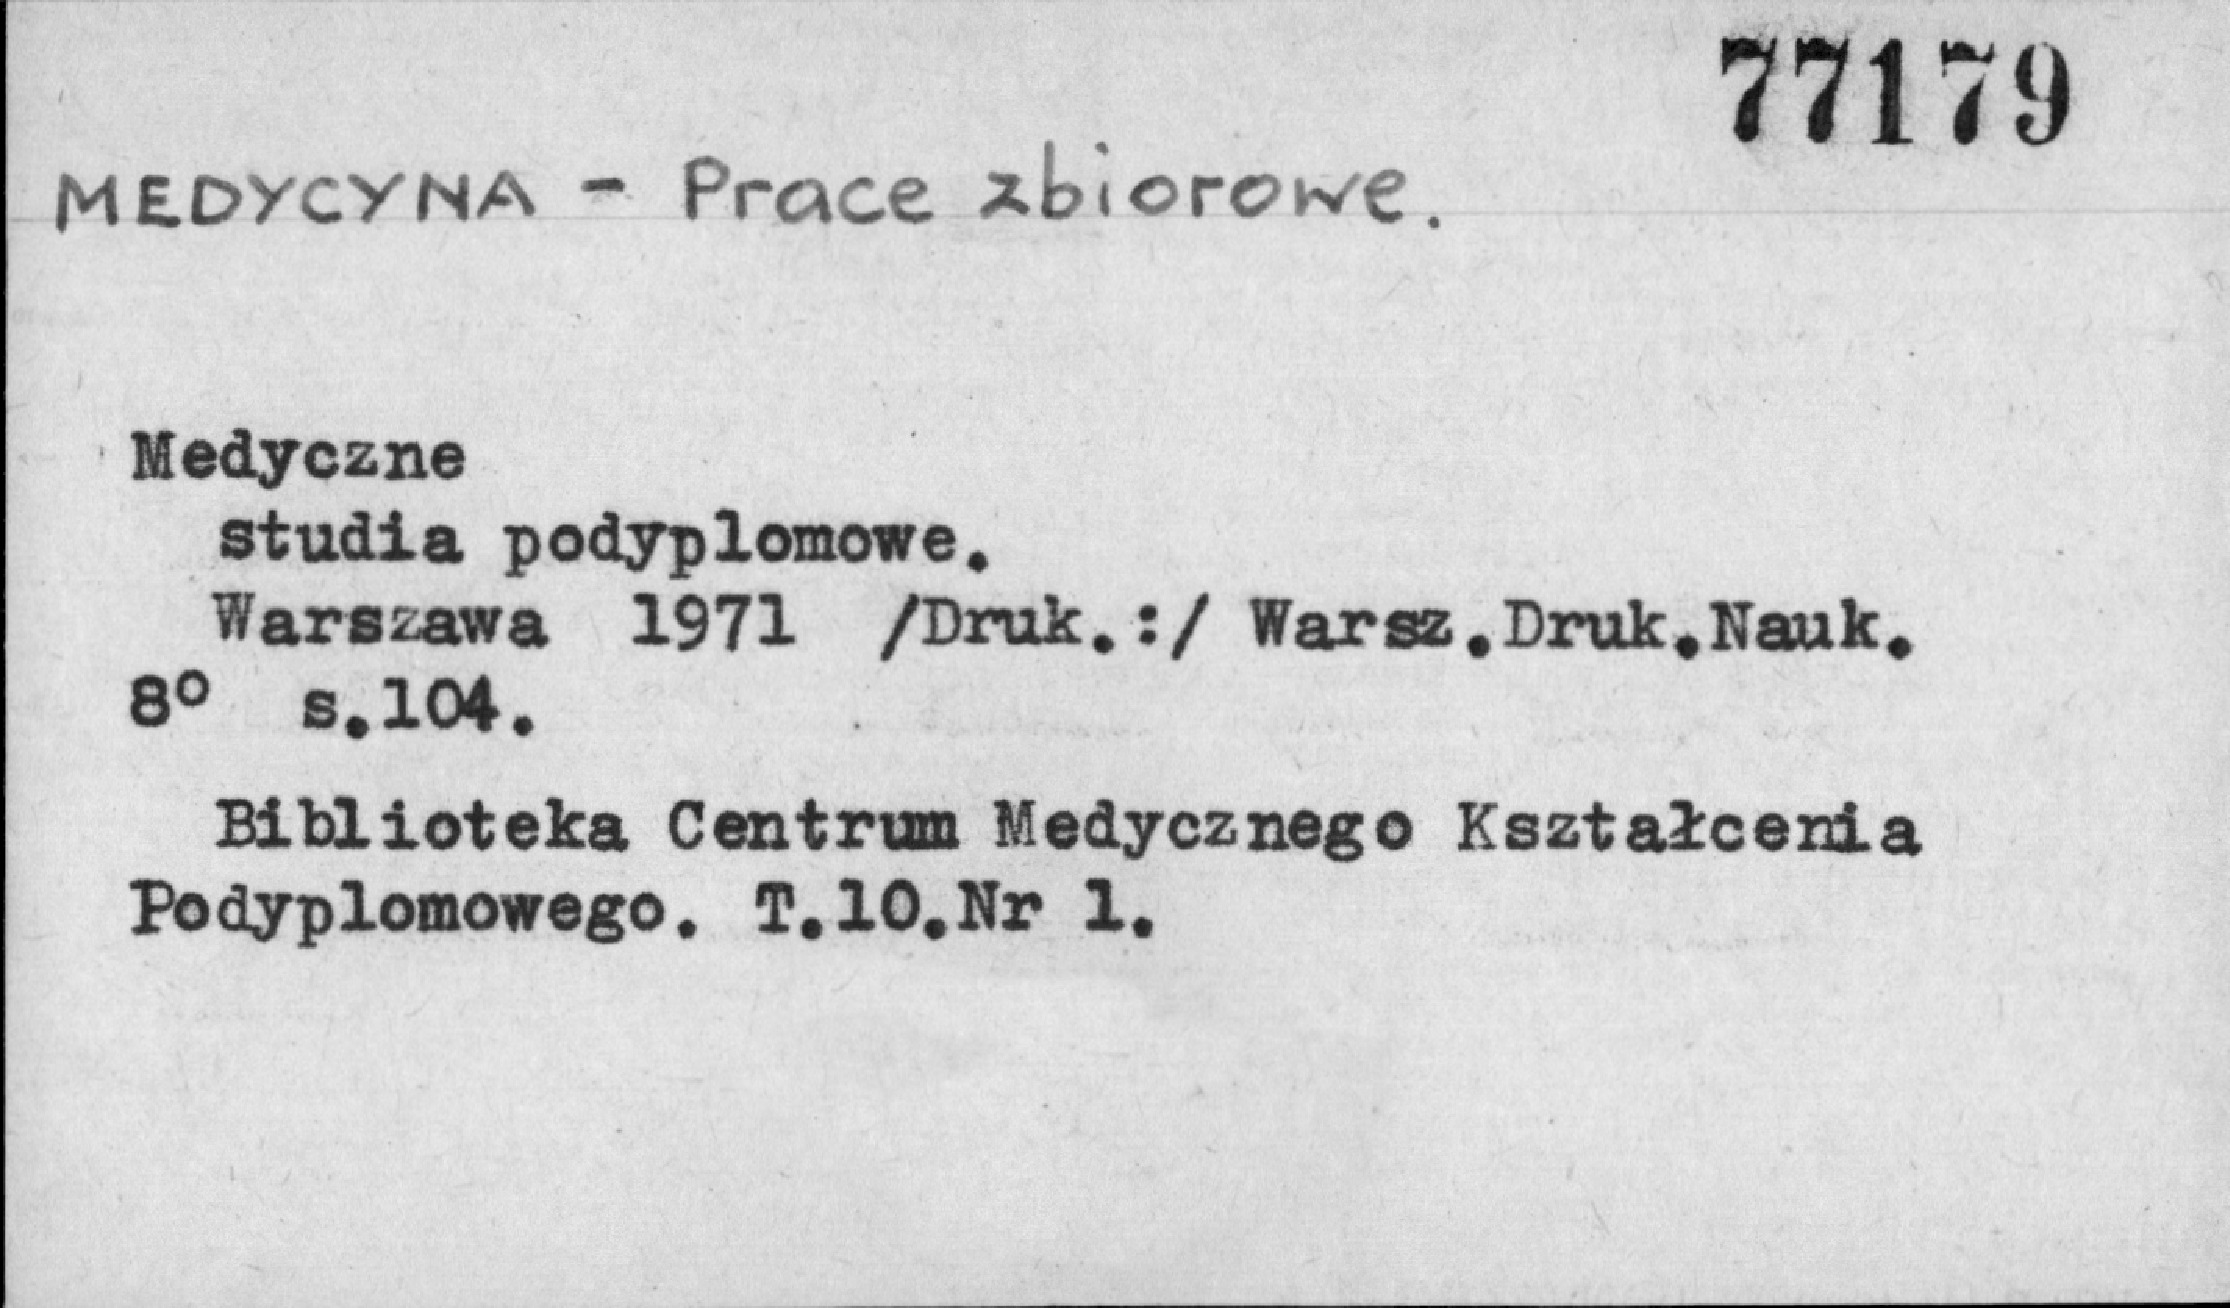 77179
MEDYCYNA - Prace zbiorowe.
Medyczne
studia podyplomowe.
Warszawa 1971 /Druk.:/ Warsz.Druk.Nauk.
8° s.104.
Biblioteka Centrum Medycznego Kształcenia
Podyplomowego. T.10.Nr 1.